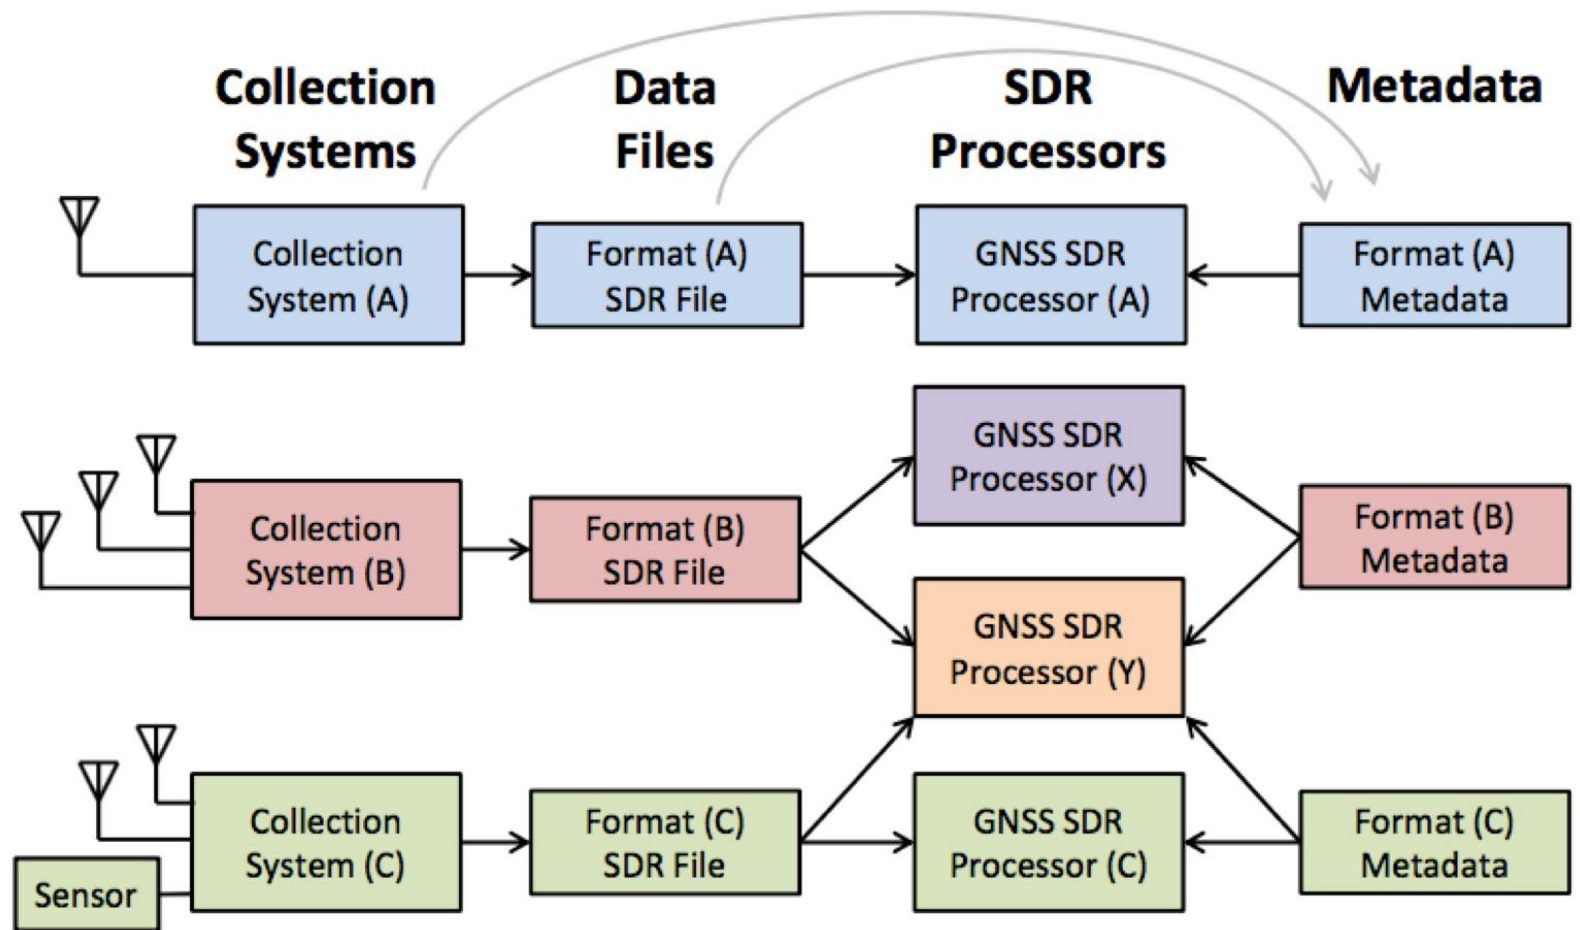 Collection
Systems
Data
Files
SDR
Processors
Metadata
Collection
System (A)
Format (A)
SDR File
GNSS SDR
Processor (A)
Format (A)
Metadata
GNSS SDR
Processor (X)
Collection
System (B)
Format (B)
SDR File
Format (B)
Metadata
GNSS SDR
Processor (Y)
Collection
System (C)
Format (C)
SDR File
GNSS SDR
Processor (C)
Format (C)
Metadata
Sensor